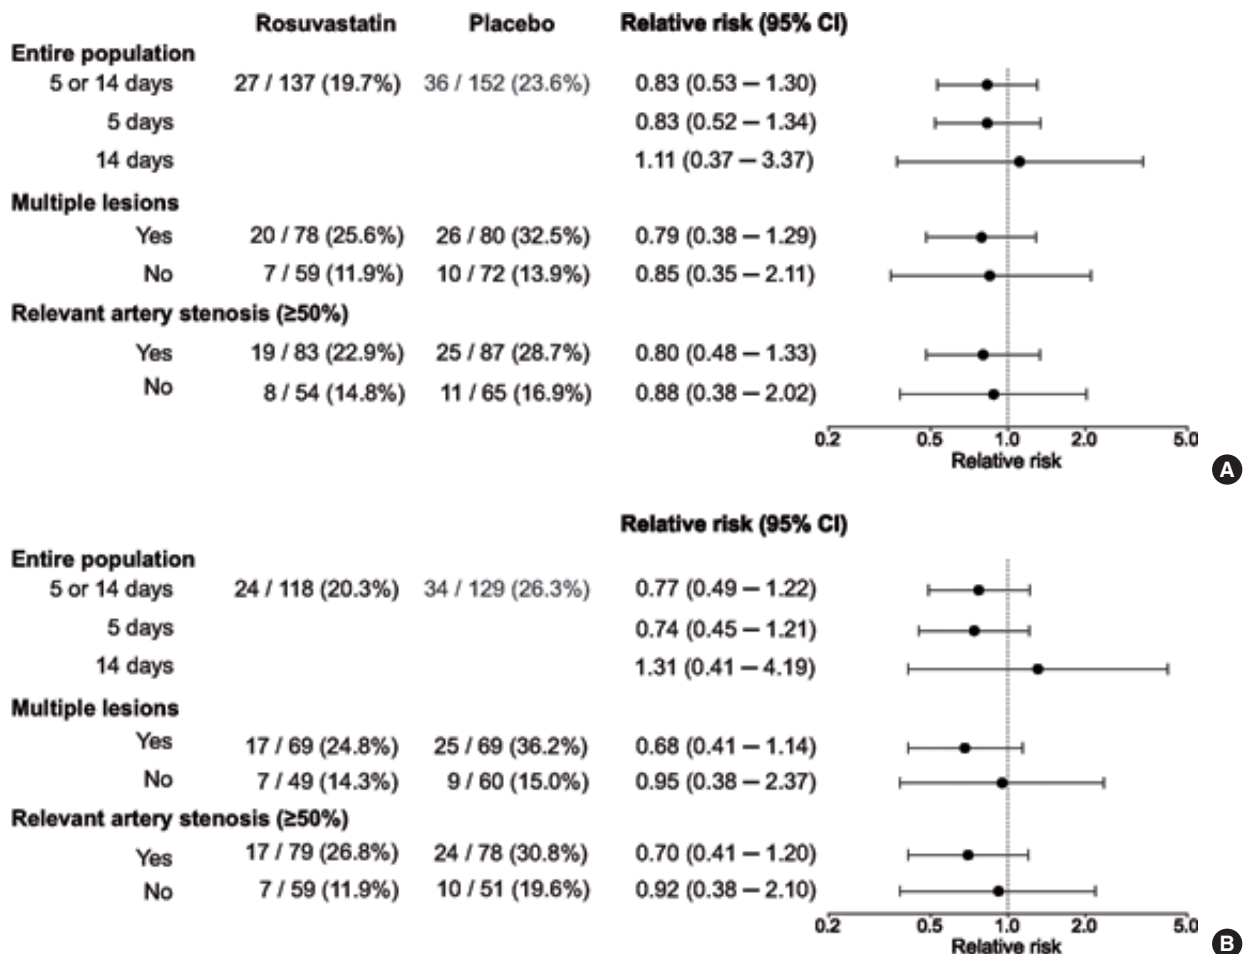 Rosuvastatin Placebo Relative risk (95% CI)
Entire population
5 or 14 days 27 / 137 (19.7%) 36 / 152 (23.6%) 0.83 (0.53 – 1.30)
5 days 0.83 (0.52 – 1.34)
14 days 1.11 (0.37 – 3.37)
Multiple lesions
Yes 20 / 78 (25.6%) 26 / 80 (32.5%) 0.79 (0.38 – 1.29)
No 7 / 59 (11.9%) 10 / 72 (13.9%) 0.85 (0.35 – 2.11)
Relevant artery stenosis (≥50%)
Yes 19 / 83 (22.9%) 25 / 87 (28.7%) 0.80 (0.48 – 1.33)
No 8 / 54 (14.8%) 11 / 65 (16.9%) 0.88 (0.38 – 2.02)
0.2 0.5 1.0 2.0 5.0
Relative risk
A
Relative risk (95% CI)
Entire population
5 or 14 days 24 / 118 (20.3%) 34 / 129 (26.3%) 0.77 (0.49 – 1.22)
5 days 0.74 (0.45 – 1.21)
14 days 1.31 (0.41 – 4.19)
Multiple lesions
Yes 17 / 69 (24.8%) 25 / 69 (36.2%) 0.68 (0.41 – 1.14)
No 7 / 49 (14.3%) 9 / 60 (15.0%) 0.95 (0.38 – 2.37)
Relevant artery stenosis (≥50%)
Yes 17 / 79 (26.8%) 24 / 78 (30.8%) 0.70 (0.41 – 1.20)
No 7 / 59 (11.9%) 10 / 51 (19.6%) 0.92 (0.38 – 2.10)
0.2 0.5 1.0 2.0 5.0
Relative risk
B